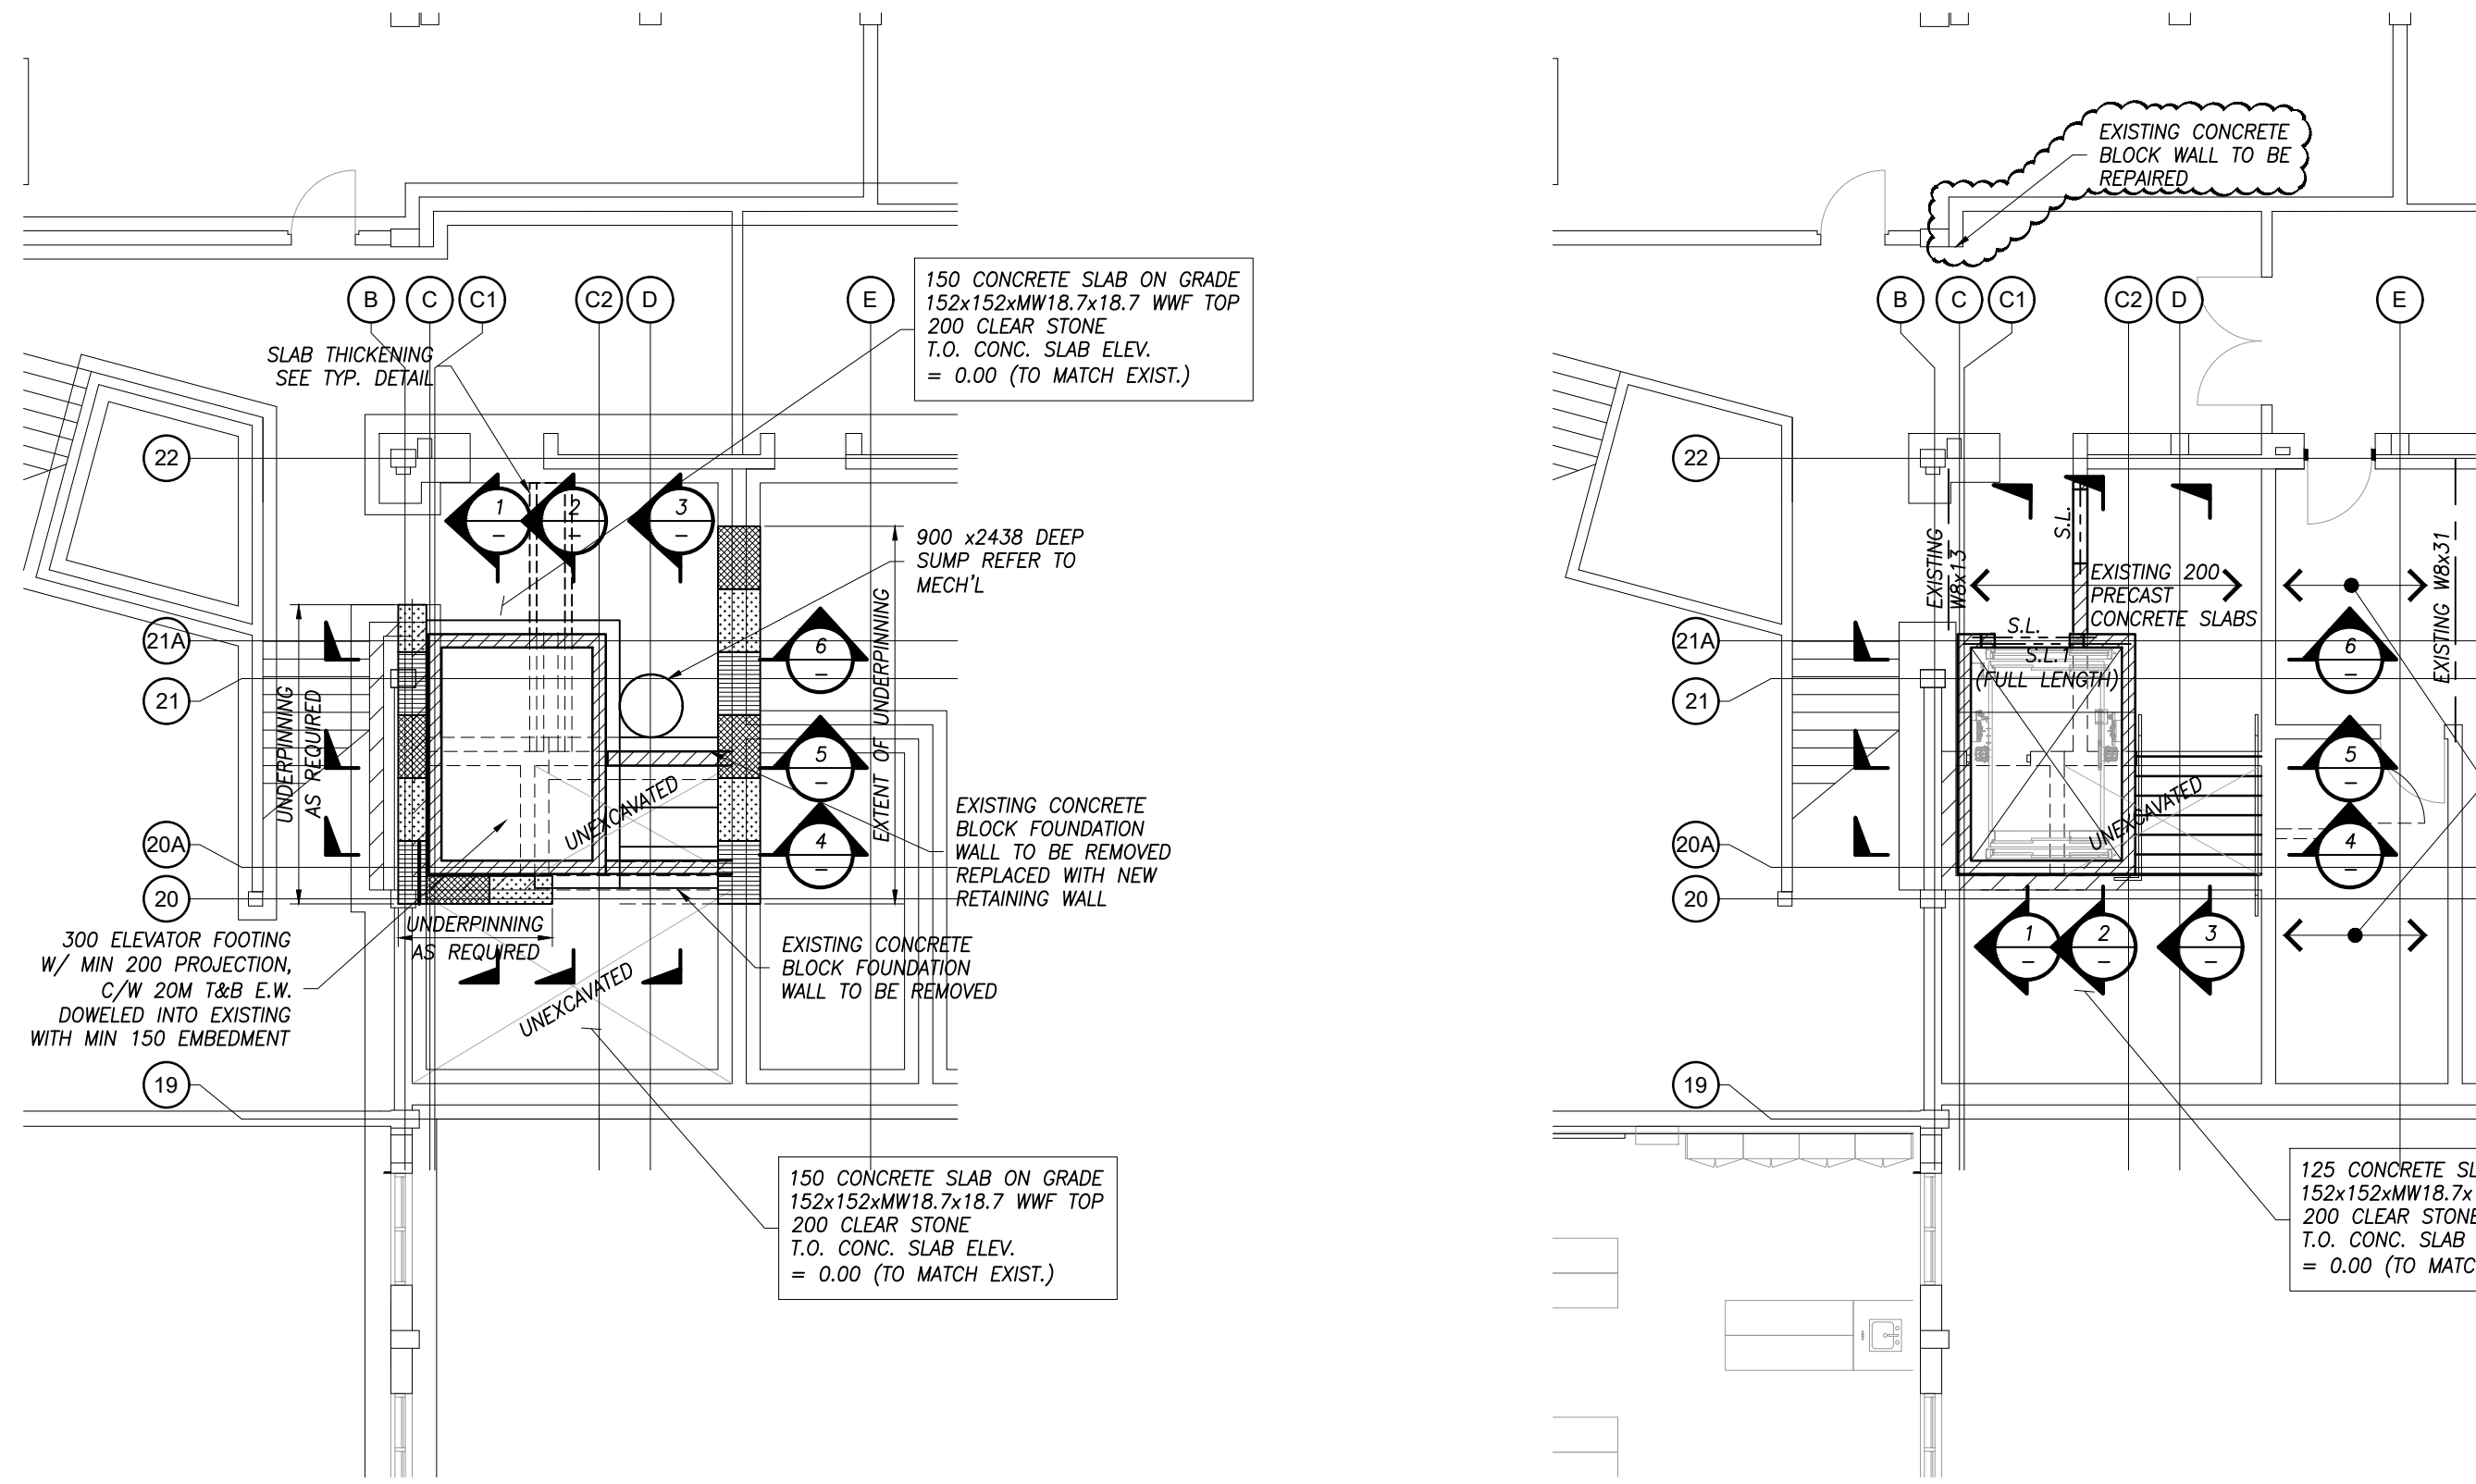 EXISTING CONCRETE
BLOCK WALL TO BE
REPAIRED
B
C
C1
C2
D
E
150 CONCRETE SLAB ON GRADE
152x152xMW18.7x18.7 WWF TOP
200 CLEAR STONE
T.O. CONC. SLAB ELEV.
= 0.00 (TO MATCH EXIST.)
SLAB THICKENING
SEE TYP. DETAIL
22
1
–
2
–
3
–
900 x2438 DEEP
SUMP REFER TO
MECH'L
21A
21
20A
20
19
UNDERPINNING
AS REQUIRED
EXTENT OF UNDERPINNING
6
–
5
–
4
–
UNEXCAVATED
EXISTING CONCRETE
BLOCK FOUNDATION
WALL TO BE REMOVED
REPLACED WITH NEW
RETAINING WALL
UNDERPINNING
AS REQUIRED
300 ELEVATOR FOOTING
W/ MIN 200 PROJECTION,
C/W 20M T&B E.W.
DOWELED INTO EXISTING
WITH MIN 150 EMBEDMENT
EXISTING CONCRETE
BLOCK FOUNDATION
WALL TO BE REMOVED
UNEXCAVATED
150 CONCRETE SLAB ON GRADE
152x152xMW18.7x18.7 WWF TOP
200 CLEAR STONE
T.O. CONC. SLAB ELEV.
= 0.00 (TO MATCH EXIST.)
B
C
C1
C2
D
E
22
21A
21
20A
20
19
EXISTING
W8x13
S.L.
EXISTING 200
PRECAST
CONCRETE SLABS
EXISTING W8x31
S.L.
S.L.1
(FULL LENGTH)
6
–
5
–
4
–
UNEXCAVATED
1
–
2
–
3
–
125 CONCRETE SL
152x152xMW18.7x
200 CLEAR STONE
T.O. CONC. SLAB
= 0.00 (TO MATC